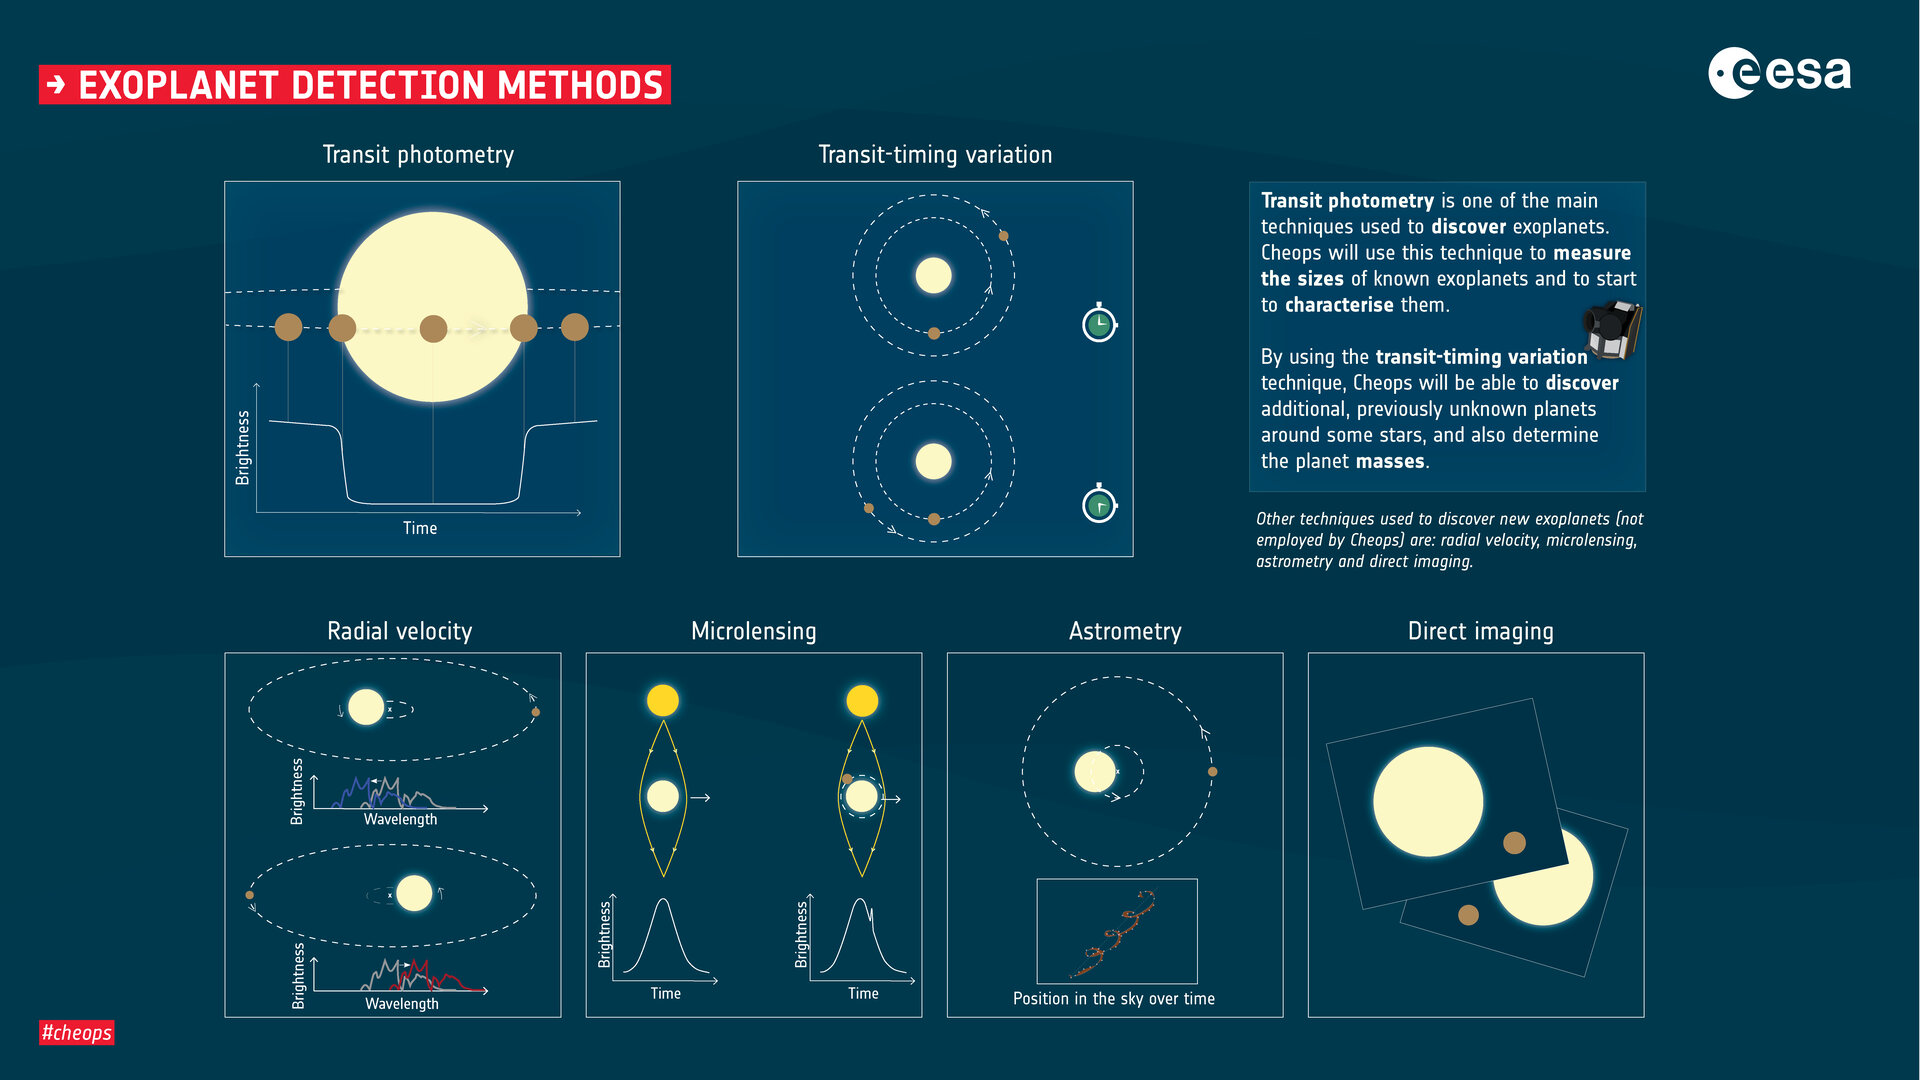 → EXOPLANET DETECTION METHODS
esa
Transit photometry
Brightness
Time
Transit-timing variation
Transit photometry is one of the main
techniques used to discover exoplanets.
Cheops will use this technique to measure
the sizes of known exoplanets and to start
to characterise them.
By using the transit-timing variation
technique, Cheops will be able to discover
additional, previously unknown planets
around some stars, and also determine
the planet masses.
Other techniques used to discover new exoplanets (not
employed by Cheops) are: radial velocity, microlensing,
astrometry and direct imaging.
Radial velocity
Brightness
Wavelength
Brightness
Wavelength
Microlensing
Brightness
Time
Brightness
Time
Astrometry
Position in the sky over time
Direct imaging
#cheops